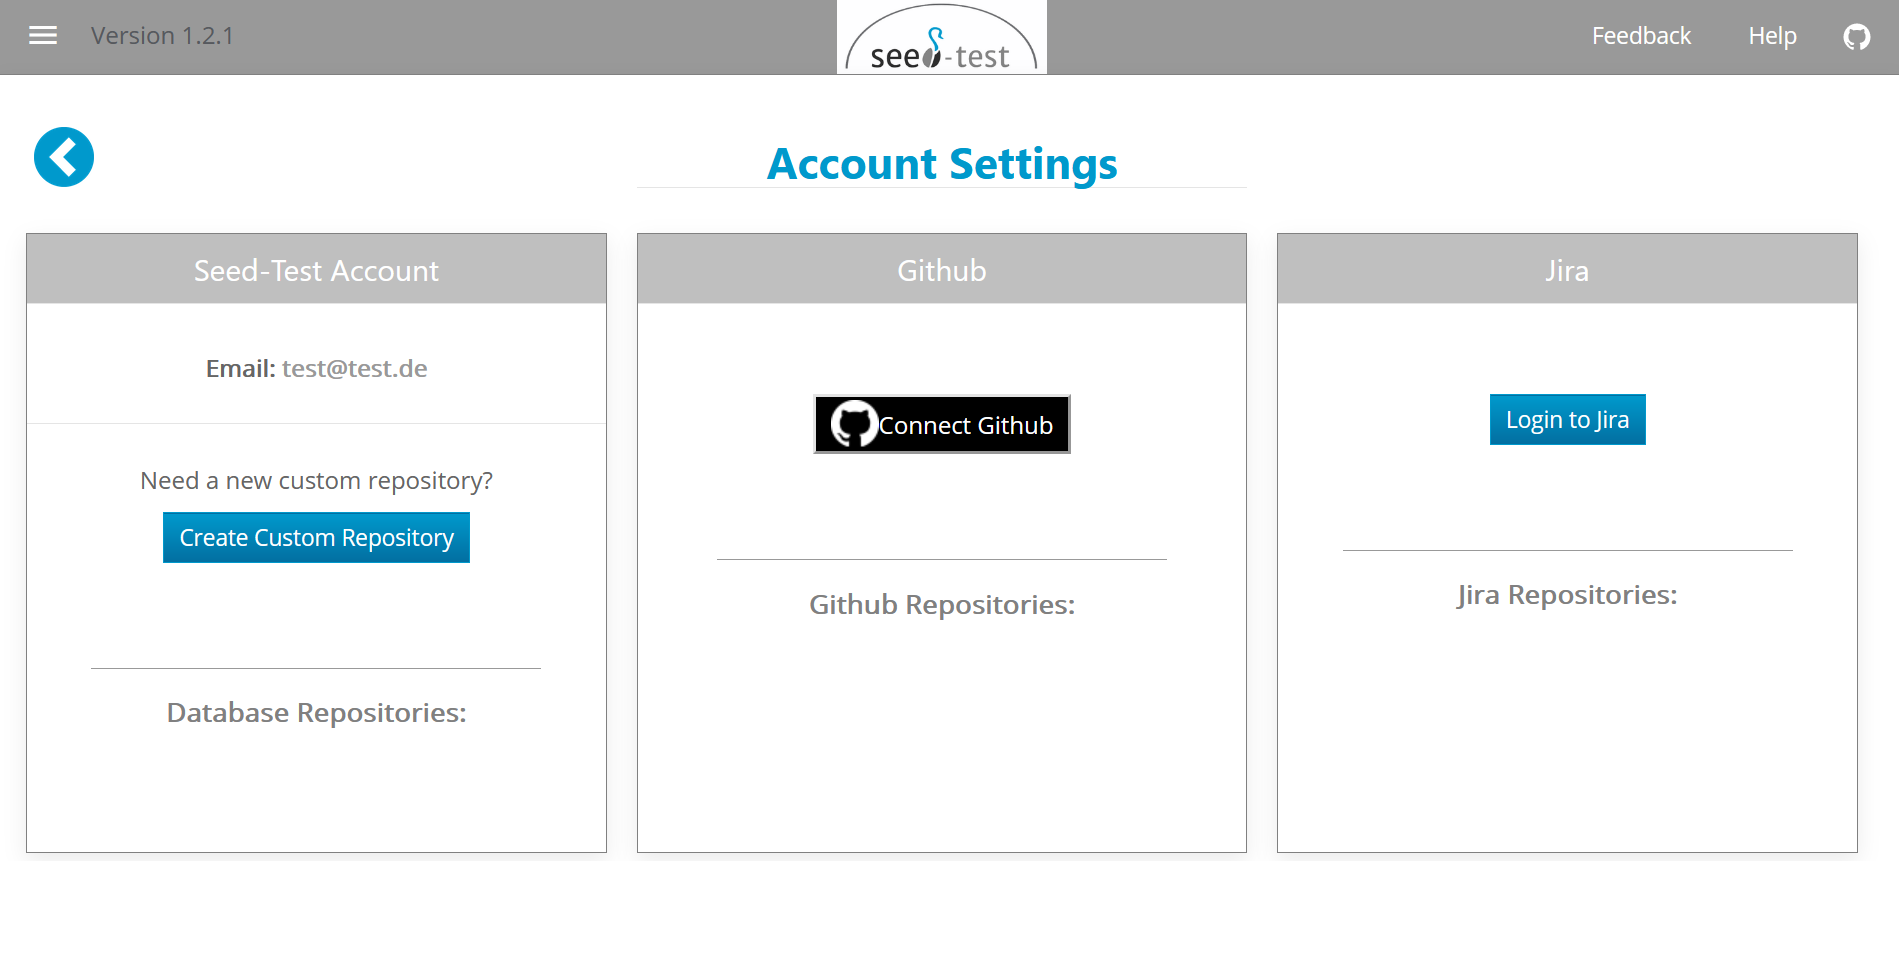 Version 1.2.1
seed-test
Feedback
Help
Account Settings
Seed-Test Account
Email: test@test.de
Need a new custom repository?
Create Custom Repository
Database Repositories:
Github
Connect Github
Github Repositories:
Jira
Login to Jira
Jira Repositories: